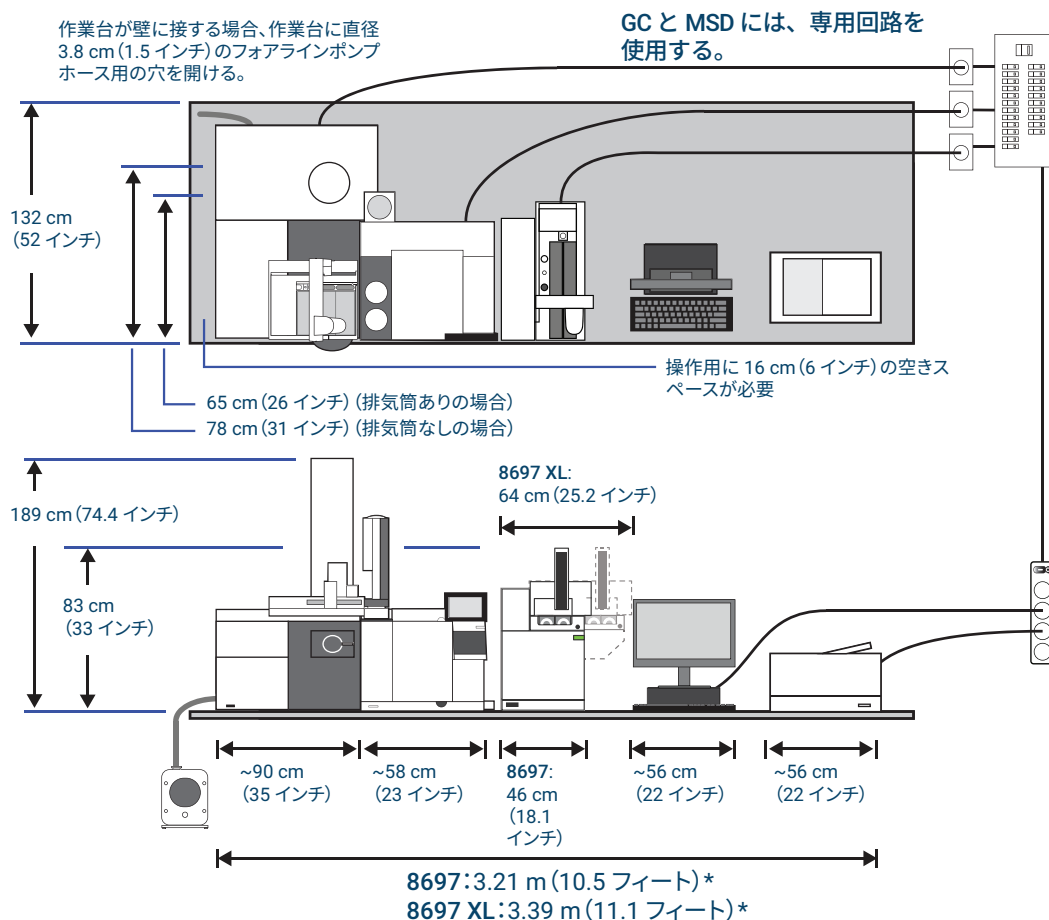 作業台が壁に接する場合、作業台に直径
3.8 cm（1.5 インチ）のフォアラインポンプ
ホース用の穴を開ける。
GC と MSD には、専用回路を
使用する。
132 cm
（52 インチ）
操作用に 16 cm（6 インチ）の空きス
ペースが必要
65 cm（26 インチ）（排気筒ありの場合）
78 cm（31 インチ）（排気筒なしの場合）
8697 XL:
64 cm（25.2 インチ）
189 cm（74.4 インチ）
83 cm
（33 インチ）
~90 cm
（35 インチ）
~58 cm
（23 インチ）
8697:
46 cm
（18.1
インチ）
~56 cm
（22 インチ）
~56 cm
（22 インチ）
8697：3.21 m（10.5 フィート）*
8697 XL：3.39 m（11.1 フィート）*